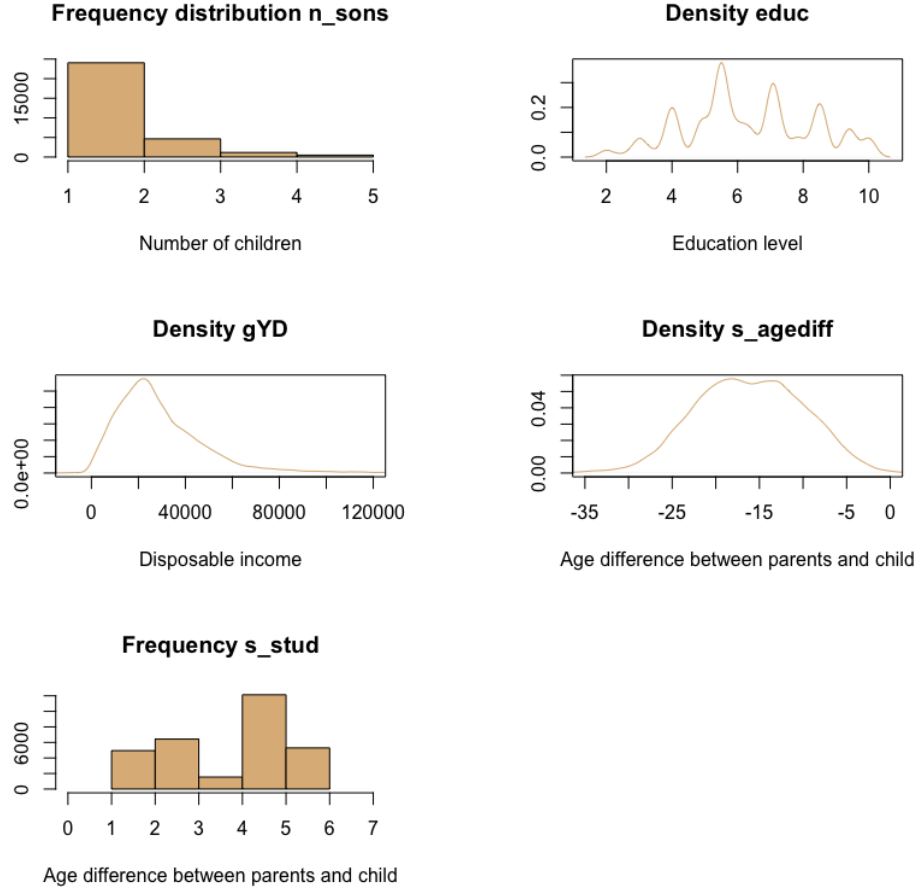 Frequency distribution n_sons
15000
0
1 2 3 4 5
Number of children
Density educ
0.2
0.0
2 4 6 8 10
Education level
Density gYD
0.0e+00
0 40000 80000 120000
Disposable income
Density s_agediff
0.04
0.00
-35 -25 -15 -5 0
Age difference between parents and child
Frequency s_stud
6000
0
0 1 2 3 4 5 6 7
Age difference between parents and child